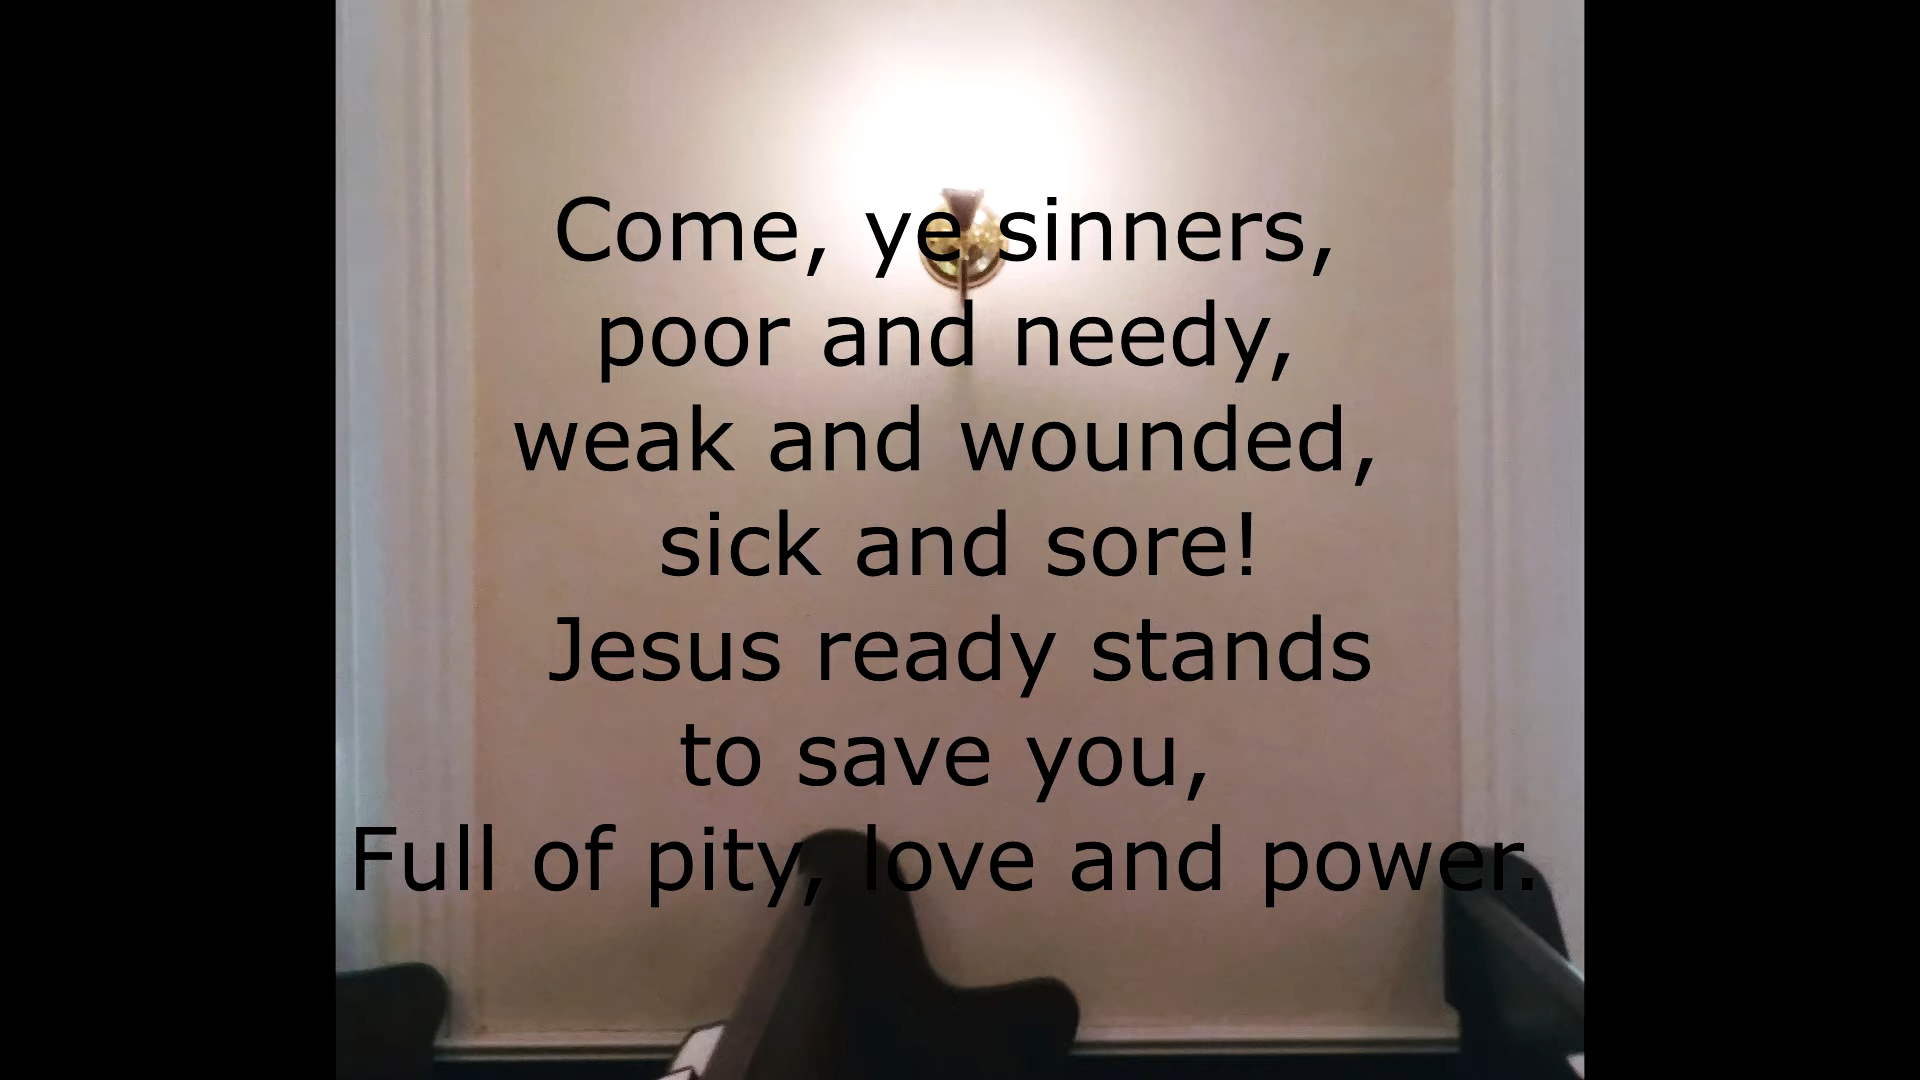 Come, ye sinners,
poor and needy,
weak and wounded,
sick and sore!
Jesus ready stands
to save you,
Full of pity, love and power.